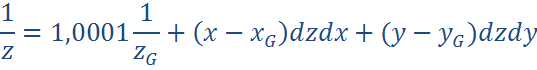 1/z = 1,0001 1/z_G + (x − x_G)dzdx + (y − y_G)dzdy